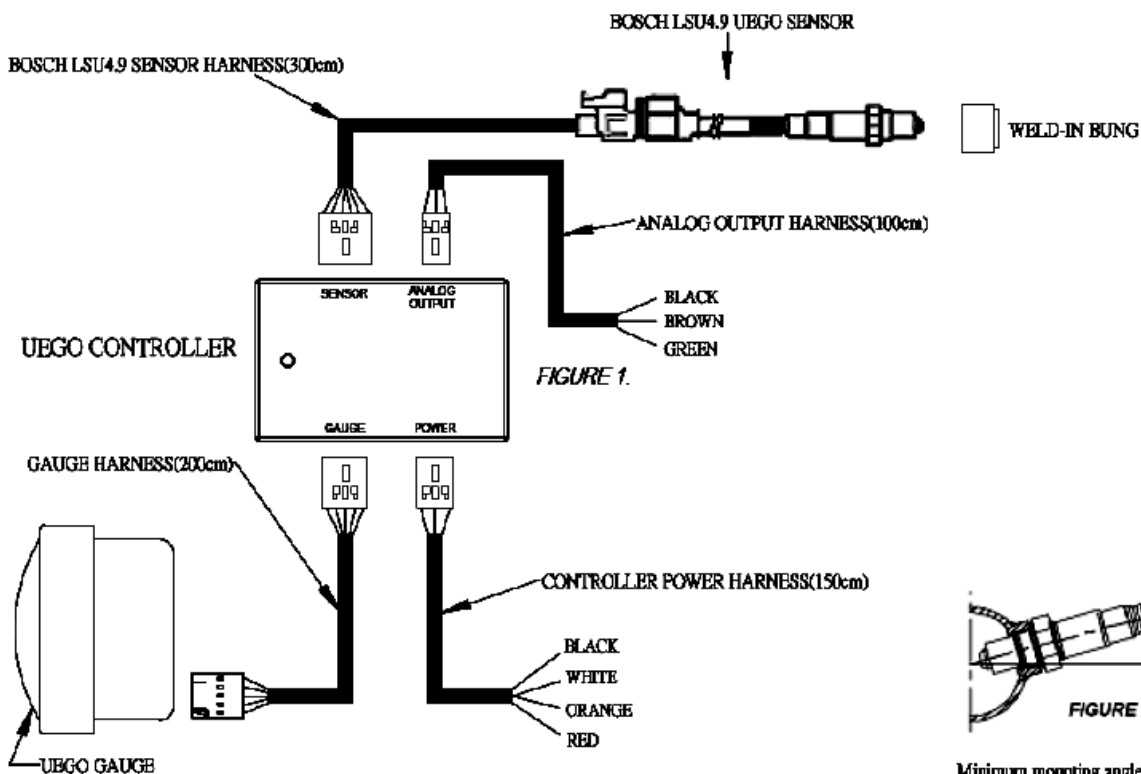 BOSCH LSU4.9 UEGO SENSOR
BOSCH LSU4.9 SENSOR HARNESS(300cm)
WELD-IN BUNG
ANALOG OUTPUT HARNESS(100cm)
SENSOR
ANALOG
OUTPUT
BLACK
BROWN
GREEN
UEGO CONTROLLER
FIGURE 1.
GAUGE
POWER
GAUGE HARNESS(200cm)
CONTROLLER POWER HARNESS(150cm)
BLACK
WHITE
ORANGE
RED
FIGURE
UEGO GAUGE
Minimum mounting angle